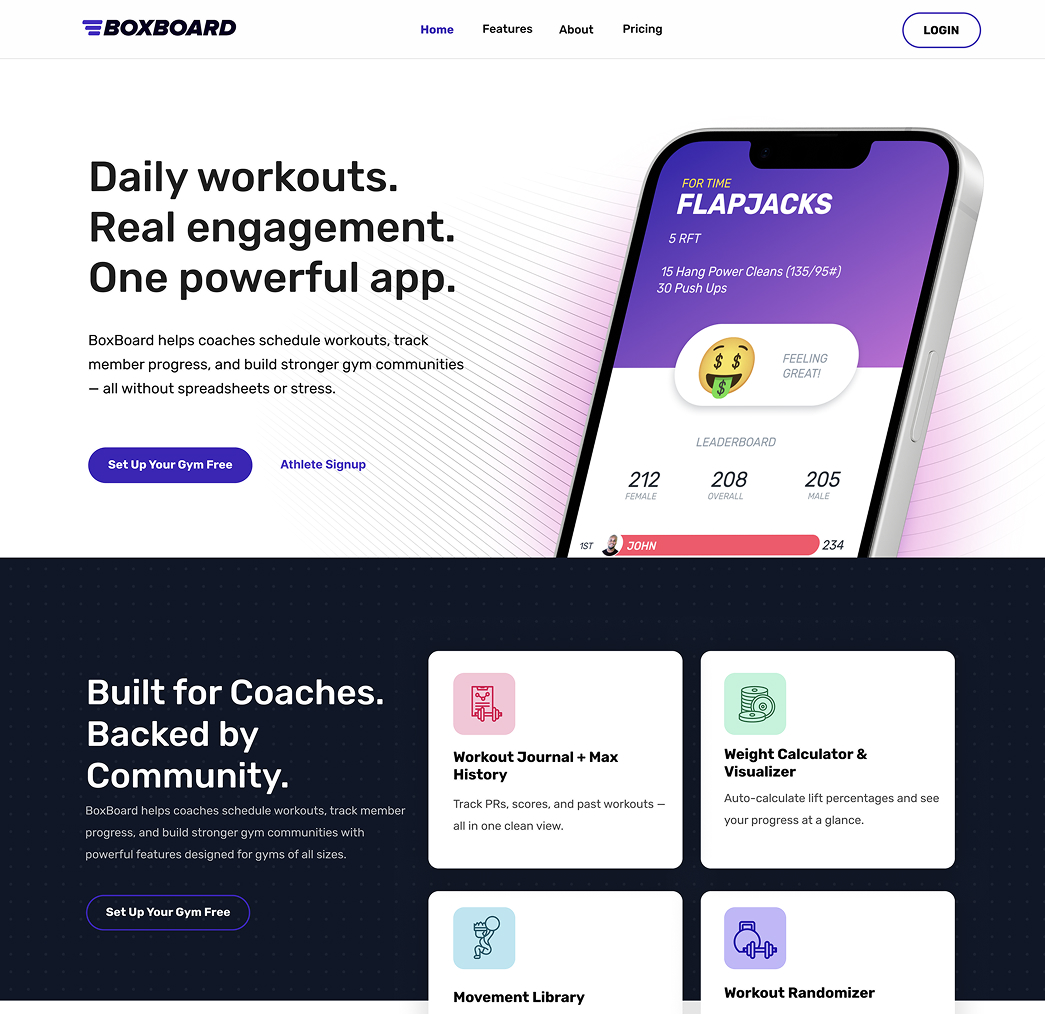 BOXBOARD
Home Features About Pricing
LOGIN
Daily workouts.
Real engagement.
One powerful app.
BoxBoard helps coaches schedule workouts, track
member progress, and build stronger gym communities
— all without spreadsheets or stress.
Set Up Your Gym Free
Athlete Signup
FOR TIME
FLAPJACKS
5 RFT
15 Hang Power Cleans (135/95#)
30 Push Ups
$ $
$
FEELING
GREAT!
LEADERBOARD
212 208 205
FEMALE OVERALL MALE
1ST JOHN 234
Built for Coaches.
Backed by
Community.
BoxBoard helps coaches schedule workouts, track member
progress, and build stronger gym communities with
powerful features designed for gyms of all sizes.
Set Up Your Gym Free
Workout Journal + Max
History
Track PRs, scores, and past workouts —
all in one clean view.
Weight Calculator &
Visualizer
Auto-calculate lift percentages and see
your progress at a glance.
Movement Library
Workout Randomizer